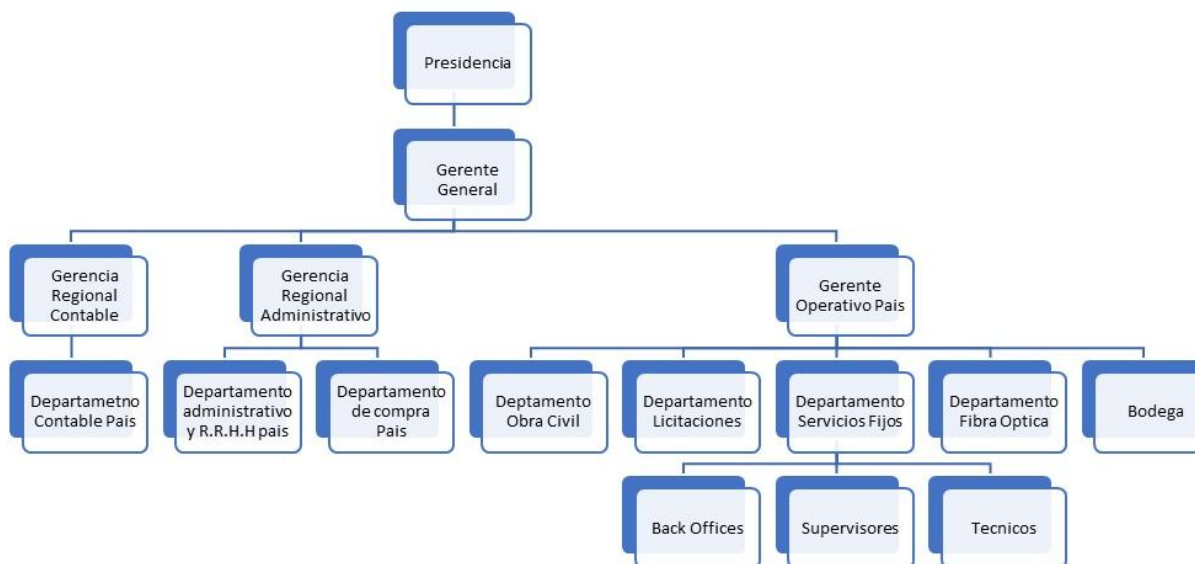 Presidencia
Gerente
General
Gerencia
Regional
Contable
Gerencia
Regional
Administrativo
Gerente
Operativo Pais
Departametno
Contable Pais
Departamento
administrativo
y R.R.H.H pais
Departamento
de compra
Pais
Deptamento
Obra Civil
Departamento
Licitaciones
Departamento
Servicios Fijos
Departamento
Fibra Optica
Bodega
Back Offices
Supervisores
Tecnicos